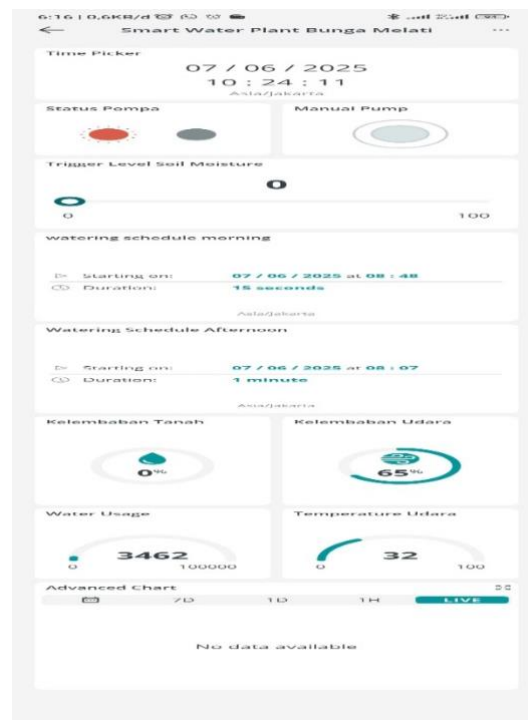 6:16 | 0,6KB/d
Smart Water Plant Bunga Melati
Time Picker
07 / 06 / 2025
10 : 24 : 11
Asia/Jakarta
Status Pompa
Manual Pump
Trigger Level Soil Moisture
0
0 100
watering schedule morning
Starting on: 07 / 06 / 2025 at 08 : 48
Duration: 15 seconds
Asia/Jakarta
Watering Schedule Afternoon
Starting on: 07 / 06 / 2025 at 08 : 07
Duration: 1 minute
Asia/Jakarta
Kelembaban Tanah
Kelembaban Udara
0%
65%
Water Usage
Temperature Udara
3462
0 100000
32
0 100
Advanced Chart
7D 1D 1H LIVE
No data available